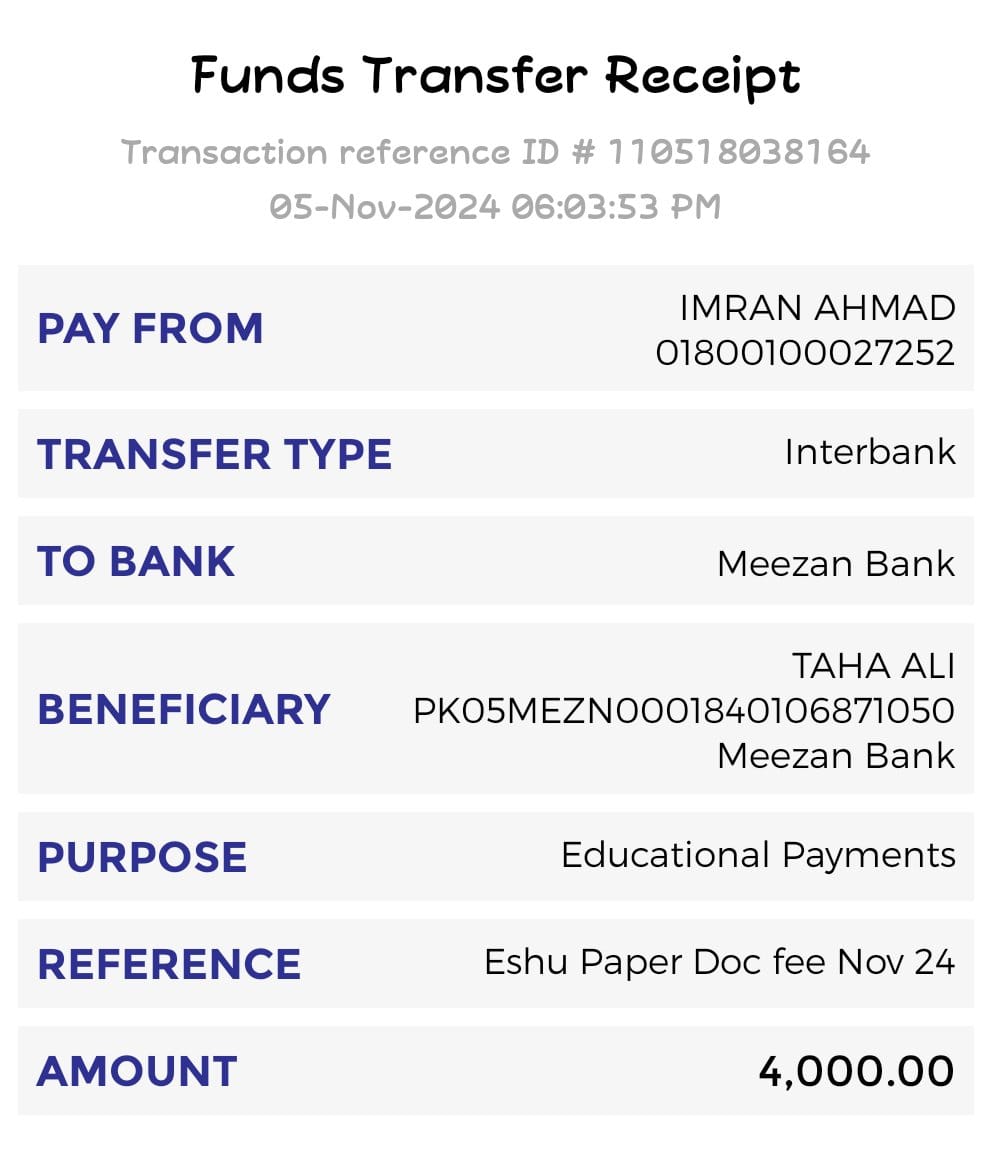 Funds Transfer Receipt
Transaction reference ID # 110518038164
05-Nov-2024 06:03:53 PM
PAY FROM
IMRAN AHMAD
01800100027252
TRANSFER TYPE
Interbank
TO BANK
Meezan Bank
BENEFICIARY
TAHA ALI
PK05MEZN0001840106871050
Meezan Bank
PURPOSE
Educational Payments
REFERENCE
Eshu Paper Doc fee Nov 24
AMOUNT
4,000.00